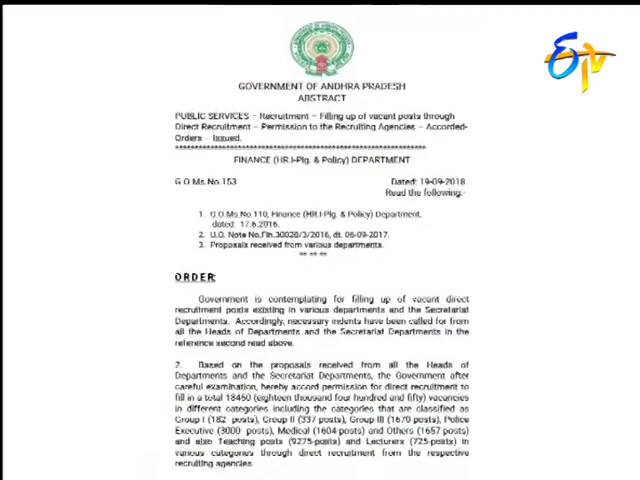 ETV
GOVERNMENT OF ANDHRA PRADESH
ABSTRACT
PUBLIC SERVICES – Recruitment – Filling up of vacant posts through
Direct Recruitment – Permission to the Recruiting Agencies – Accorded-
Orders – Issued.
FINANCE (HR.I-Plg. & Policy) DEPARTMENT
G.O.Ms.No.153 Dated: 19-09-2018
Read the following:-
1. G.O.Ms.No.110, Finance (HR.I-Plg. & Policy) Department,
dated: 17.6.2016.
2. U.O. Note No.Fin.30028/3/2016, dt. 06-09-2017.
3. Proposals received from various departments.
** ** **
ORDER:
Government is contemplating for filling up of vacant direct
recruitment posts existing in various departments and the Secretariat
Departments. Accordingly, necessary indents have been called for from
all the Heads of Departments and the Secretariat Departments in the
reference second read above.
2. Based on the proposals received from all the Heads of
Departments and the Secretariat Departments, the Government after
careful examination, hereby accord permission for direct recruitment to
fill in a total 18450 (eighteen thousand four hundred and fifty) vacancies
in different categories including the categories that are classified as
Group I (182 posts), Group II (337 posts), Group III (1670 posts), Police
Executive (3000 posts), Medical (1604-posts) and Others (1657 posts)
and also Teaching posts (9275-posts) and Lecturers (725-posts) in
various categories through direct recruitment from the respective
recruiting agencies.